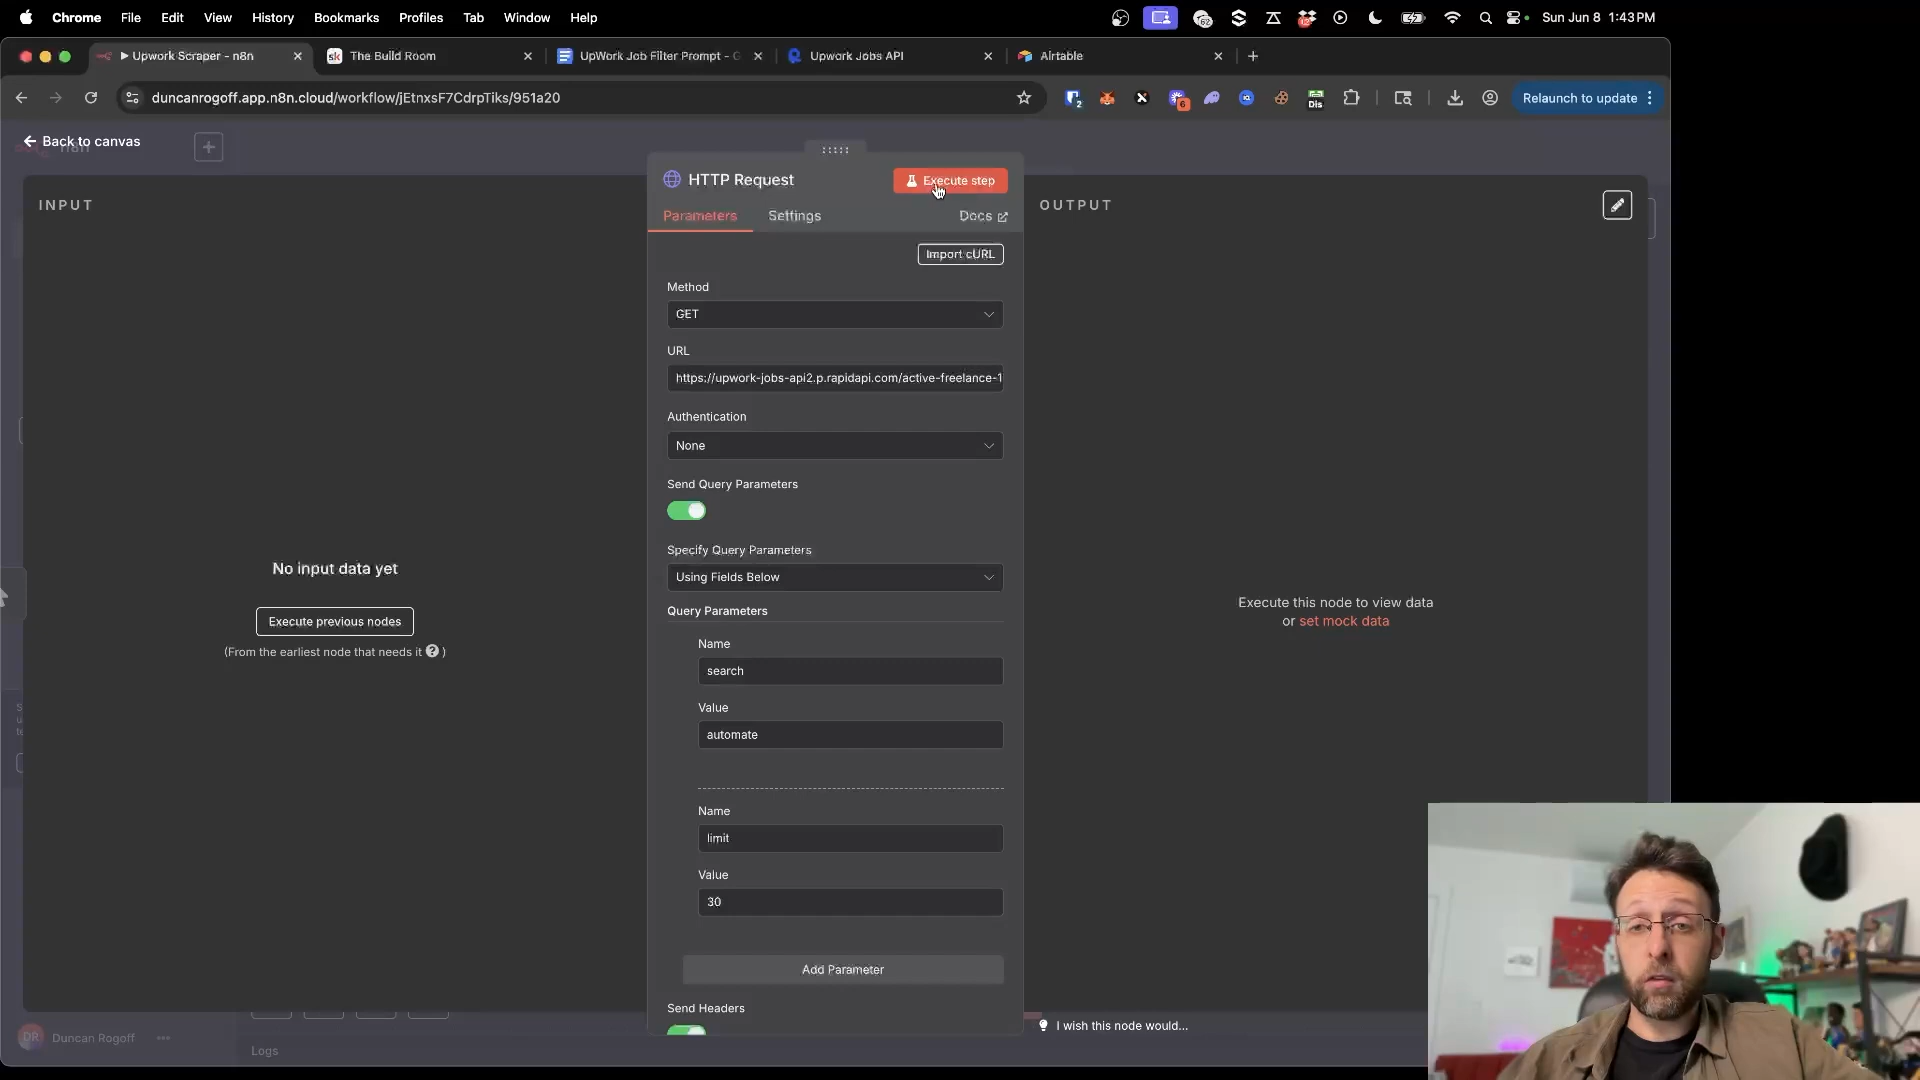 Chrome File Edit View History Bookmarks Profiles Tab Window Help Sun Jun 8 1:43 PM
Upwork Scraper - n8n The Build Room UpWork Job Filter Prompt - G Upwork Jobs API Airtable
duncanrogoff.app.n8n.cloud/workflow/jEtnxsF7CdrpTiks/951a20 6 Dis Relaunch to update
Back to canvas
HTTP Request Execute step
INPUT
Parameters Settings Docs
OUTPUT
Import cURL
Method
GET
URL
https://upwork-jobs-api2.p.rapidapi.com/active-freelance-1
Authentication
None
Send Query Parameters
Specify Query Parameters
Using Fields Below
Query Parameters
Name
search
Value
automate
Name
limit
Value
30
Add Parameter
Send Headers
No input data yet
Execute previous nodes
(From the earliest node that needs it ? )
Execute this node to view data
or set mock data
I wish this node would...
DR Duncan Rogoff
Logs